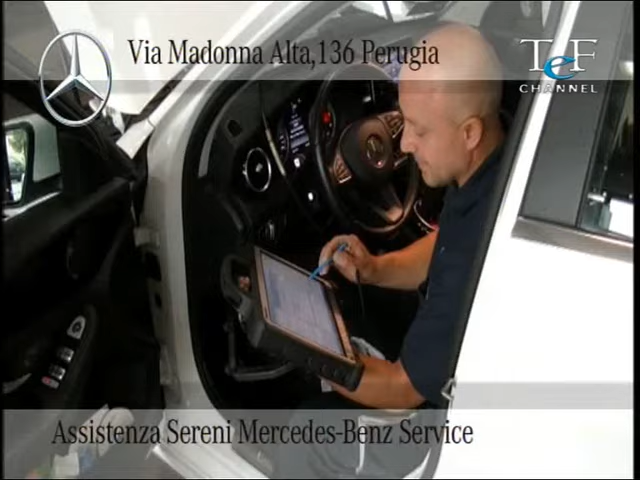 Via Madonna Alta,136 Perugia
TeF
CHANNEL
Assistenza Sereni Mercedes-Benz Service